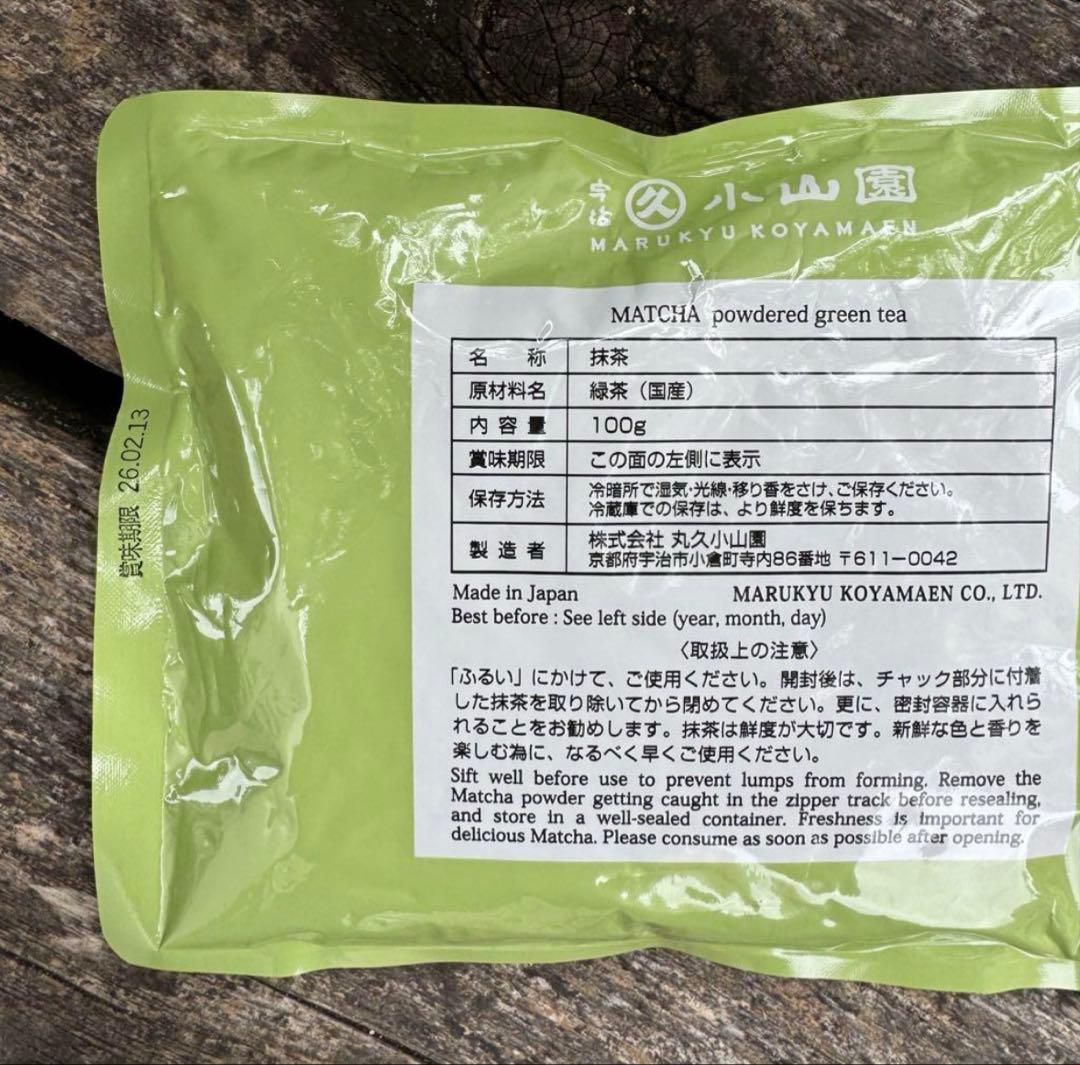 宇治 久 小山園
MARUKYU KOYAMAEN
賞味期限 26.02.13
MATCHA powdered green tea
名 称 抹茶
原材料名 緑茶（国産）
内容量 100g
賞味期限 この面の左側に表示
保存方法 冷暗所で湿気・光線・移り香をさけ、ご保存ください。
冷蔵庫での保存は、より鮮度を保ちます。
製造者 株式会社 丸久小山園
京都府宇治市小倉町寺内86番地 〒611-0042
Made in Japan MARUKYU KOYAMAEN CO., LTD.
Best before : See left side (year, month, day)
〈取扱上の注意〉
「ふるい」にかけて、ご使用ください。開封後は、チャック部分に付着
した抹茶を取り除いてから閉めてください。更に、密封容器に入れら
れることをお勧めします。抹茶は鮮度が大切です。新鮮な色と香りを
楽しむ為に、なるべく早くご使用ください。
Sift well before use to prevent lumps from forming. Remove the
Matcha powder getting caught in the zipper track before resealing,
and store in a well-sealed container. Freshness is important for
delicious Matcha. Please consume as soon as possible after opening.